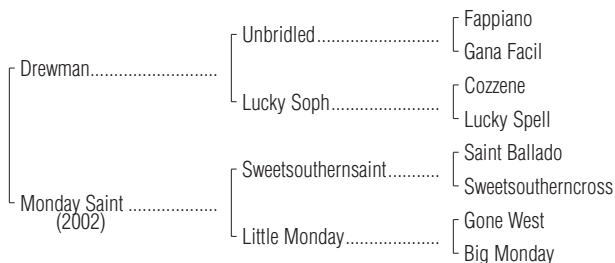 Fappiano
Unbridled
Gana Facil
Drewman
Cozzene
Lucky Soph
Lucky Spell
Saint Ballado
Sweetsouthernsaint
Sweetsoutherncross
Monday Saint
(2002)
Gone West
Little Monday
Big Monday